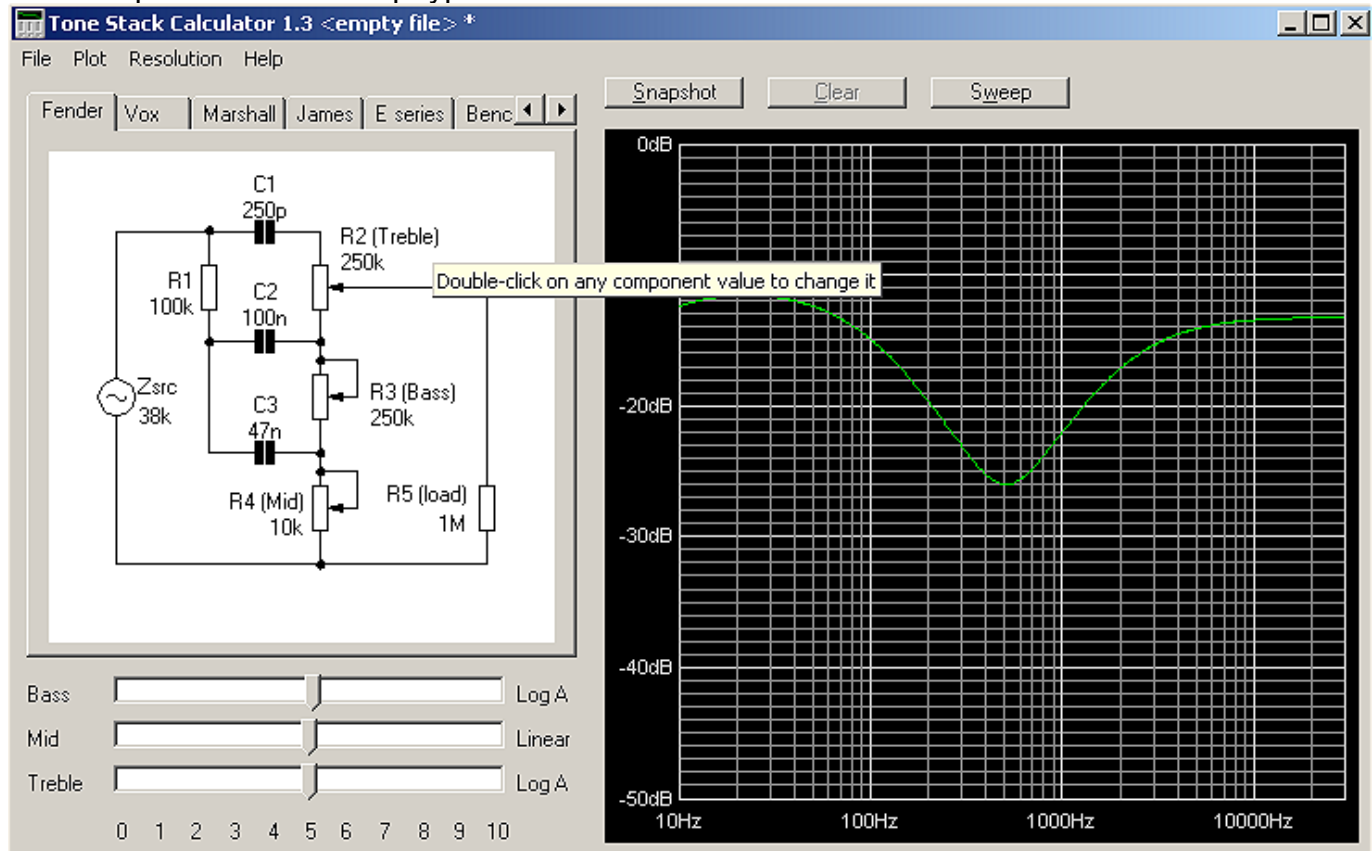 Tone Stack Calculator 1.3 <empty file> *
File Plot Resolution Help
Snapshot Clear Sweep
Fender Vox Marshall James E series Benc
C1
250p
R2 (Treble)
250k
R1
100k
C2
100n
Double-click on any component value to change it
Zsrc
38k
R3 (Bass)
250k
C3
47n
R4 (Mid)
10k
R5 (load)
1M
0dB
-20dB
-30dB
-40dB
-50dB
10Hz 100Hz 1000Hz 10000Hz
Bass Log A
Mid Linear
Treble Log A
0 1 2 3 4 5 6 7 8 9 10